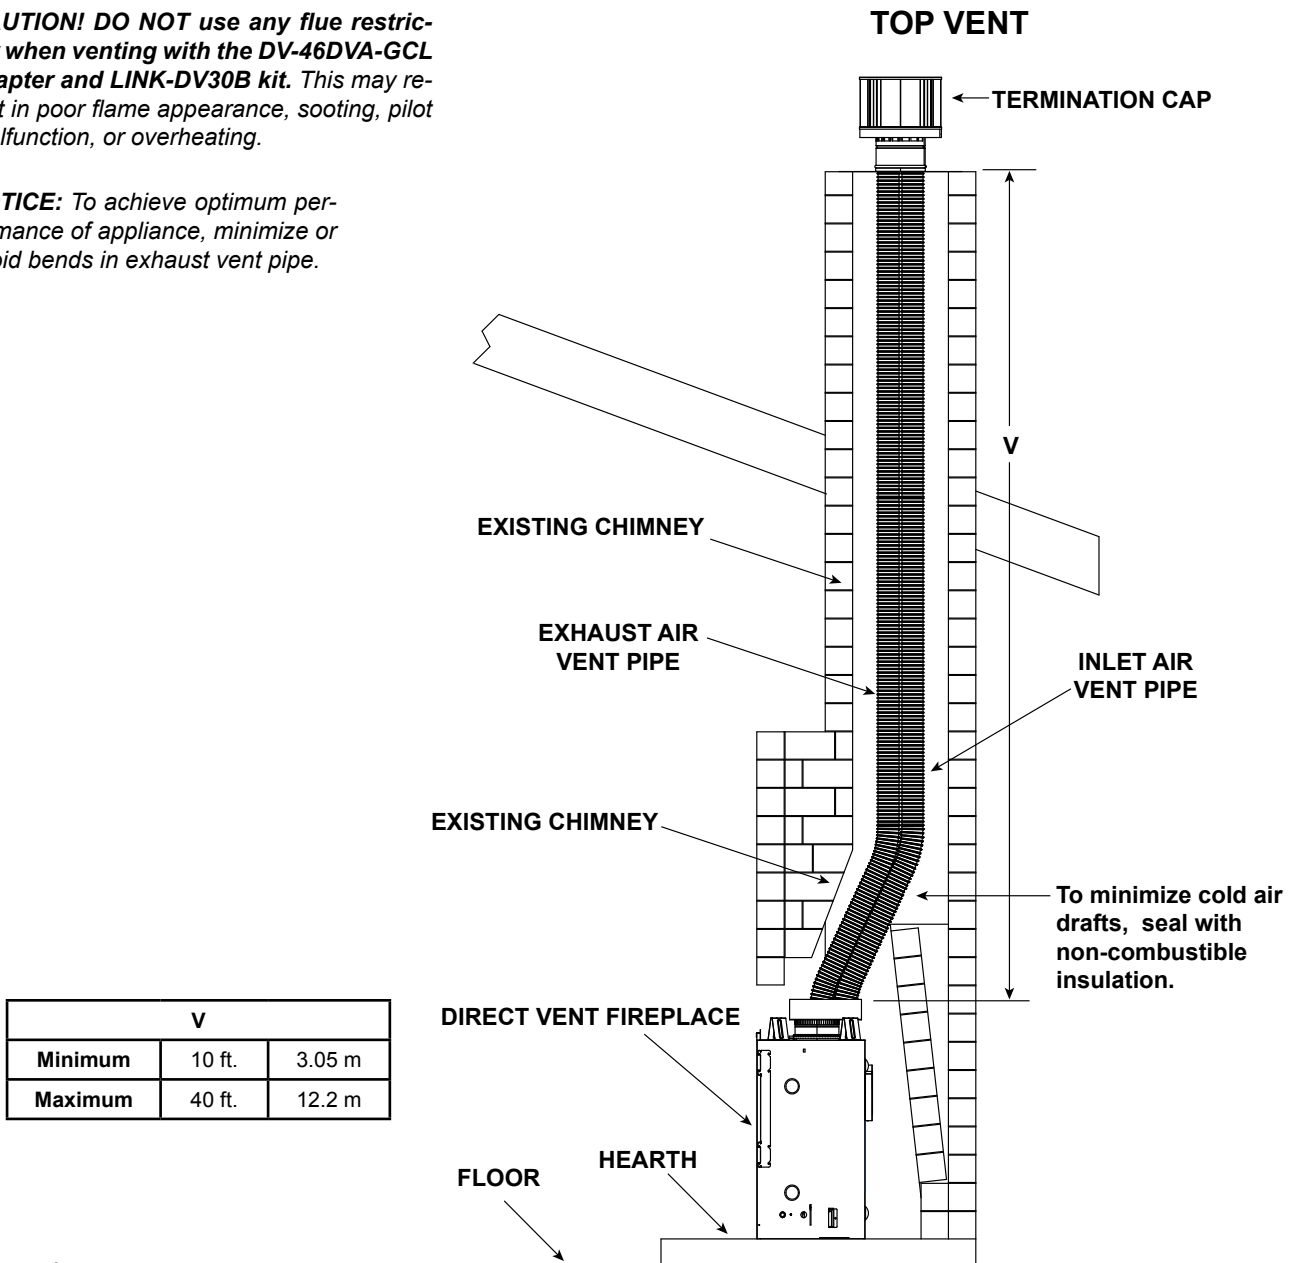 AUTION! DO NOT use any flue restric-
when venting with the DV-46DVA-GCL
apter and LINK-DV30B kit. This may re-
t in poor flame appearance, sooting, pilot
lfunction, or overheating.
TICE: To achieve optimum per-
mance of appliance, minimize or
oid bends in exhaust vent pipe.
TOP VENT
TERMINATION CAP
V
EXISTING CHIMNEY
EXHAUST AIR
VENT PIPE
INLET AIR
VENT PIPE
EXISTING CHIMNEY
To minimize cold air
drafts, seal with
non-combustible
insulation.
DIRECT VENT FIREPLACE
HEARTH
FLOOR
V
Minimum 10 ft. 3.05 m
Maximum 40 ft. 12.2 m